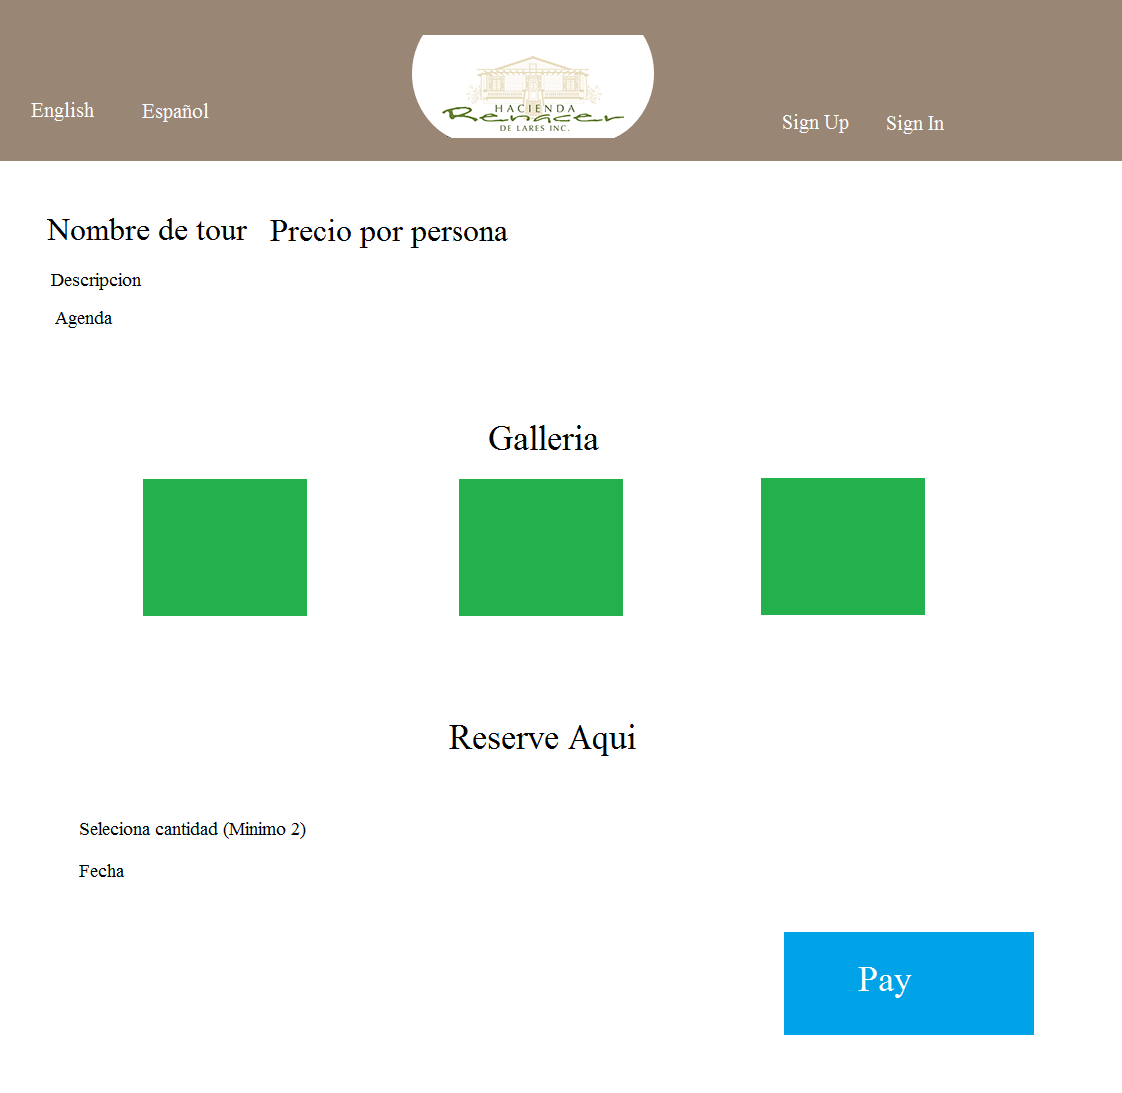 English Español
HACIENDA
Renacer
DE LARES INC.
Sign Up Sign In
Nombre de tour Precio por persona
Descripcion
Agenda
Galleria
Reserve Aqui
Seleciona cantidad (Minimo 2)
Fecha
Pay